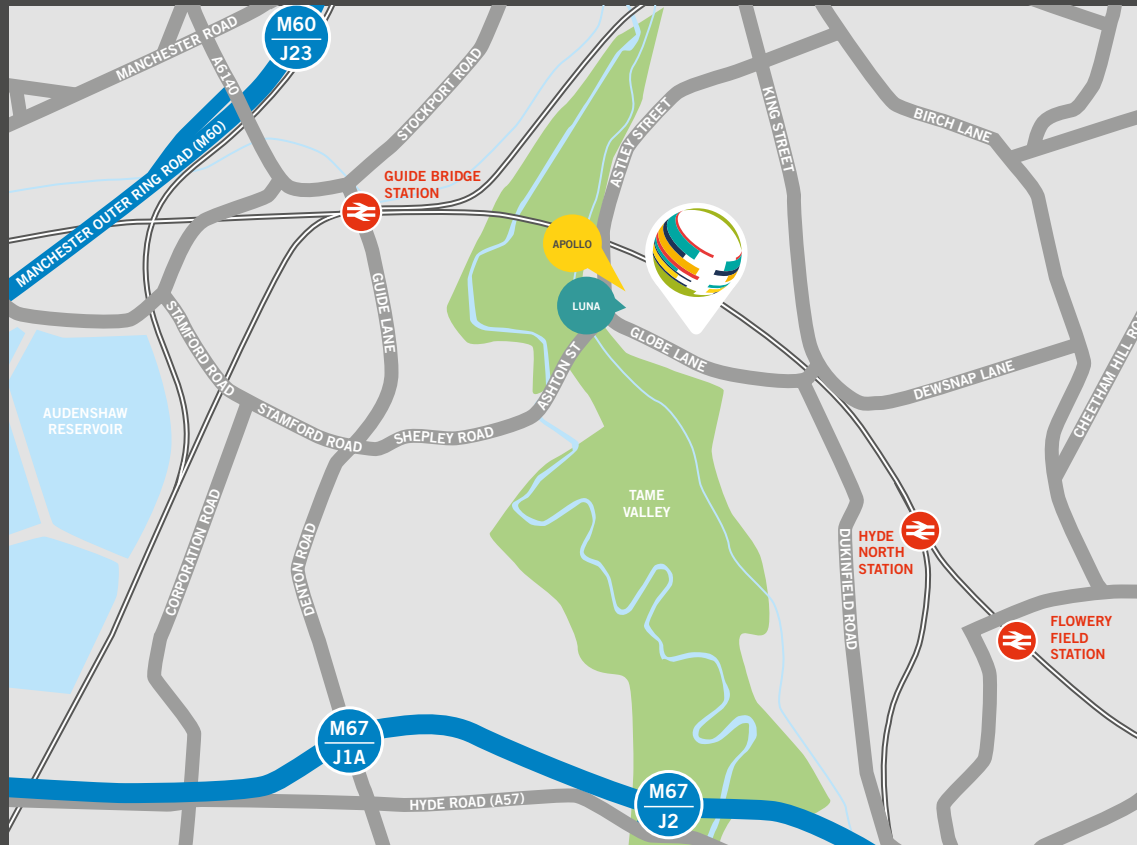 M60
J23
MANCHESTER ROAD
A6140
STOCKPORT ROAD
MANCHESTER OUTER RING ROAD (M60)
GUIDE BRIDGE
STATION
ASTLEY STREET
KING STREET
BIRCH LANE
APOLLO
LUNA
GUIDE LANE
GLOBE LANE
STAMFORD ROAD
ASHTON ST
DEWSNAP LANE
CHEETHAM HILL RO
AUDENSHAW
RESERVOIR
STAMFORD ROAD
SHEPLEY ROAD
TAME
VALLEY
CORPORATION ROAD
DENTON ROAD
DUKINFIELD ROAD
HYDE
NORTH
STATION
FLOWERY
FIELD
STATION
M67
J1A
M67
J2
HYDE ROAD (A57)